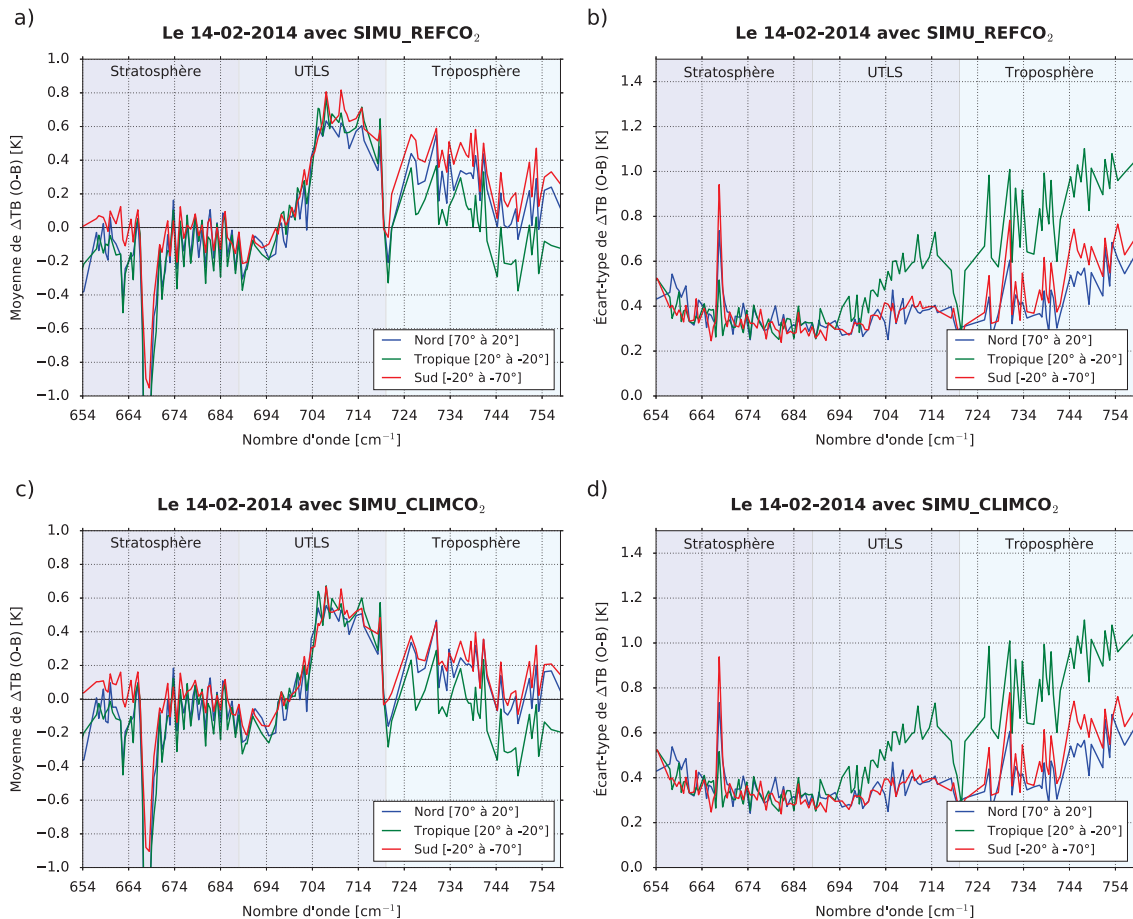 a)
Le 14-02-2014 avec SIMU_REFCO₂
Stratosphère UTLS Troposphère
Moyenne de ΔTB (O-B) [K]
1.0
0.8
0.6
0.4
0.2
0.0
−0.2
−0.4
−0.6
−0.8
−1.0
Nord [70° à 20°]
Tropique [20° à -20°]
Sud [-20° à -70°]
654 664 674 684 694 704 714 724 734 744 754
Nombre d'onde [cm⁻¹]
b)
Le 14-02-2014 avec SIMU_REFCO₂
Stratosphère UTLS Troposphère
Écart-type de ΔTB (O-B) [K]
1.4
1.2
1.0
0.8
0.6
0.4
0.2
0.0
Nord [70° à 20°]
Tropique [20° à -20°]
Sud [-20° à -70°]
654 664 674 684 694 704 714 724 734 744 754
Nombre d'onde [cm⁻¹]
c)
Le 14-02-2014 avec SIMU_CLIMCO₂
Stratosphère UTLS Troposphère
Moyenne de ΔTB (O-B) [K]
1.0
0.8
0.6
0.4
0.2
0.0
−0.2
−0.4
−0.6
−0.8
−1.0
Nord [70° à 20°]
Tropique [20° à -20°]
Sud [-20° à -70°]
654 664 674 684 694 704 714 724 734 744 754
Nombre d'onde [cm⁻¹]
d)
Le 14-02-2014 avec SIMU_CLIMCO₂
Stratosphère UTLS Troposphère
Écart-type de ΔTB (O-B) [K]
1.4
1.2
1.0
0.8
0.6
0.4
0.2
0.0
Nord [70° à 20°]
Tropique [20° à -20°]
Sud [-20° à -70°]
654 664 674 684 694 704 714 724 734 744 754
Nombre d'onde [cm⁻¹]